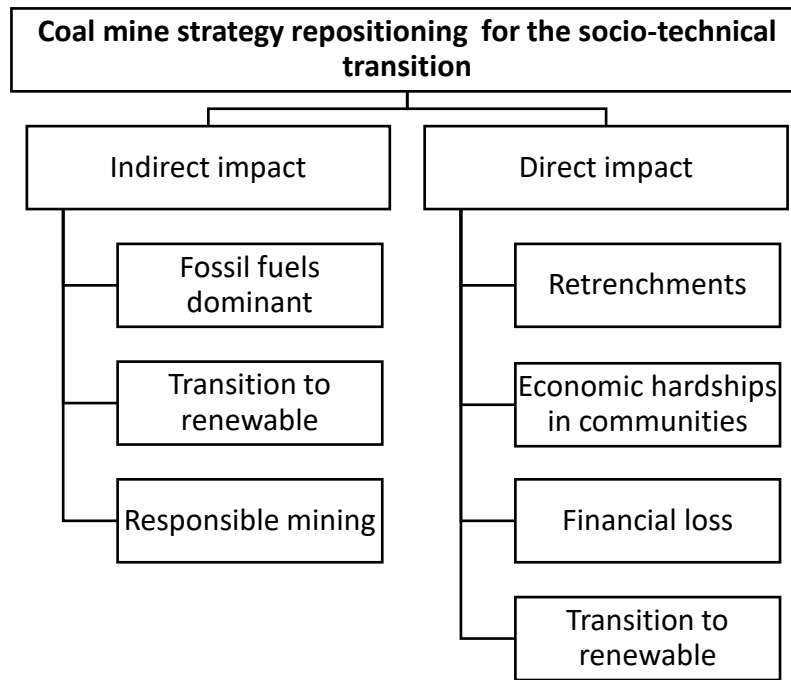 Coal mine strategy repositioning for the socio-technical
transition
Indirect impact
Direct impact
Fossil fuels
dominant
Retrenchments
Transition to
renewable
Economic hardships
in communities
Responsible mining
Financial loss
Transition to
renewable